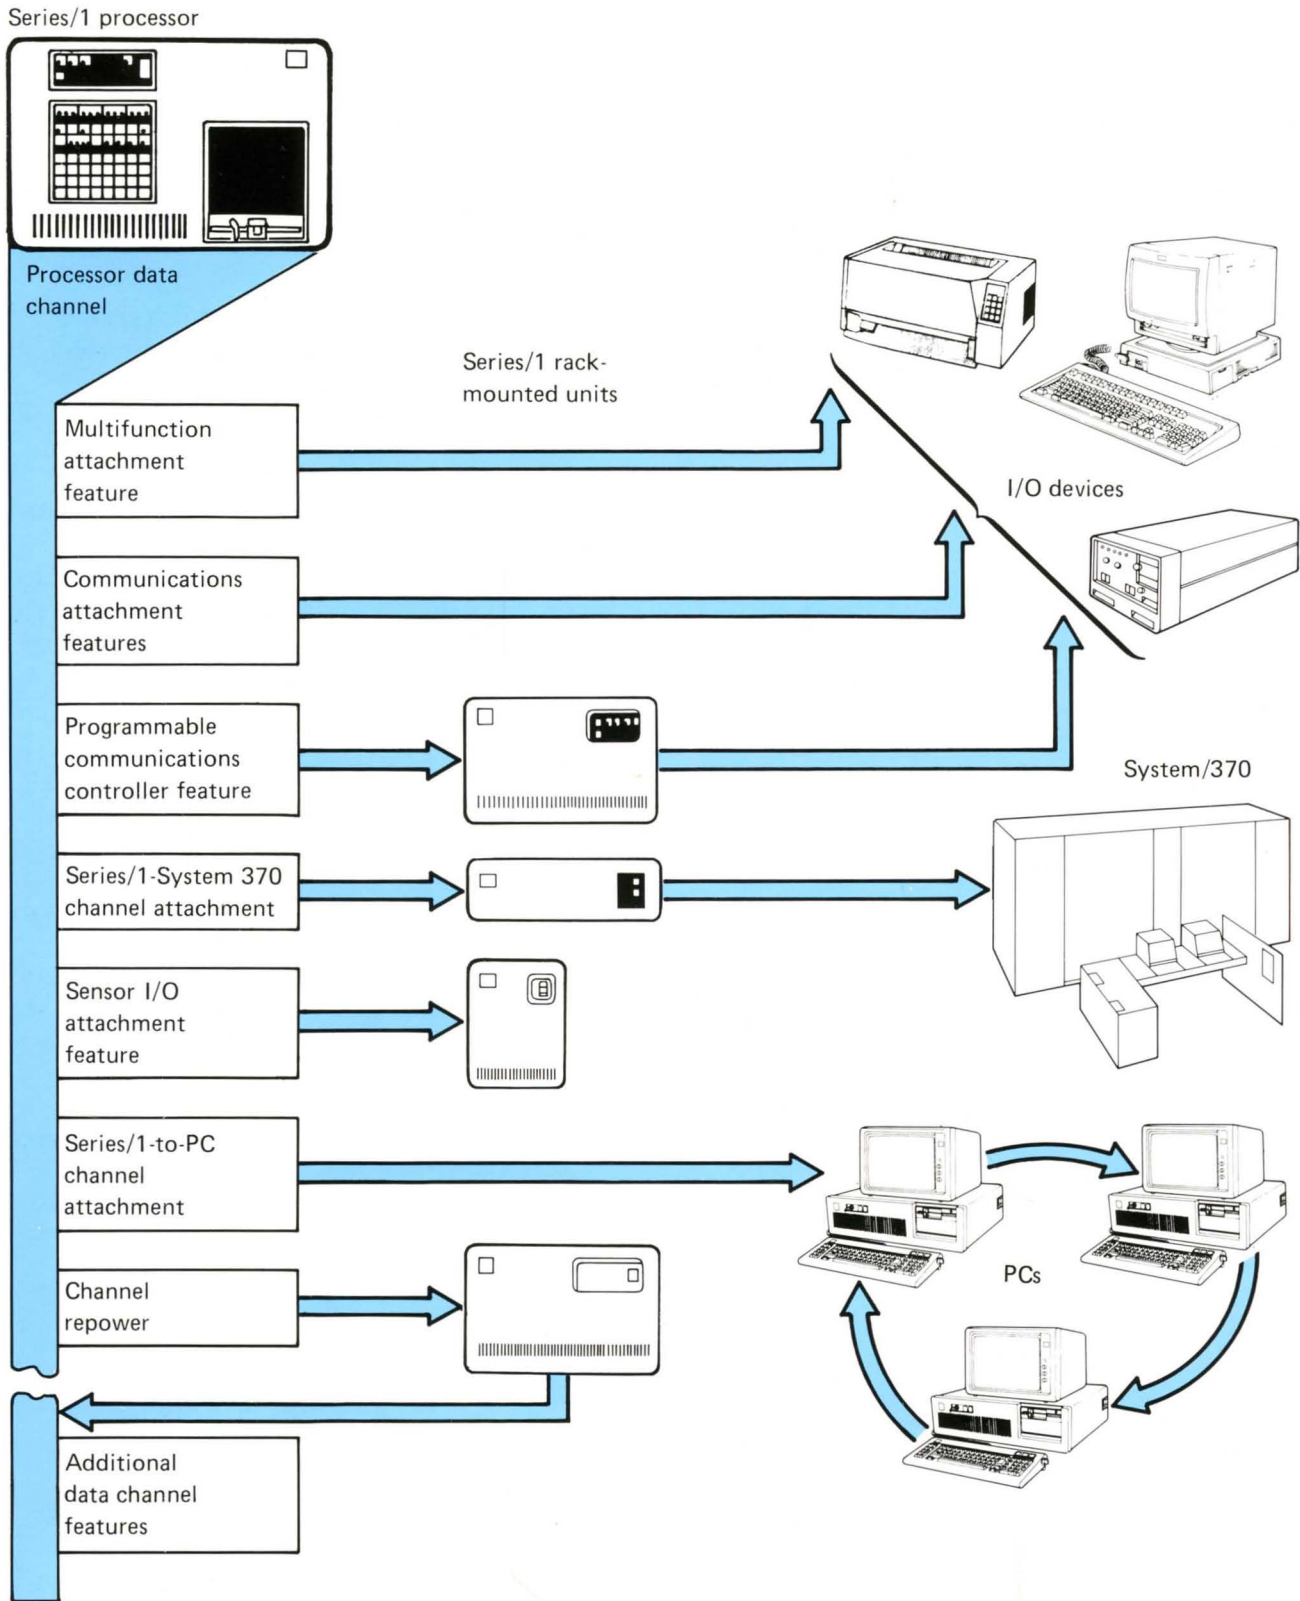 Series/1 processor
Processor data
channel
Series/1 rack-
mounted units
Multifunction
attachment
feature
I/O devices
Communications
attachment
features
Programmable
communications
controller feature
System/370
Series/1-System 370
channel attachment
Sensor I/O
attachment
feature
Series/1-to-PC
channel
attachment
PCs
Channel
repower
Additional
data channel
features